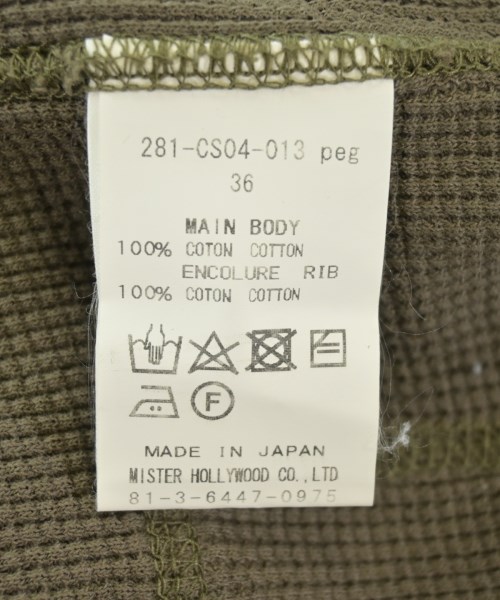 281-CS04-013 peg
36
MAIN BODY
100% COTON COTTON
ENCOLURE RIB
100% COTON COTTON
F
MADE IN JAPAN
MISTER HOLLYWOOD CO.,LTD
81-3-6447-0975